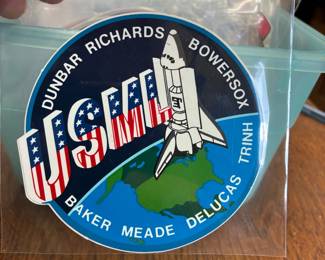 DUNBAR RICHARDS BOWERSOX
USML
BAKER MEADE DELUCAS TRINH